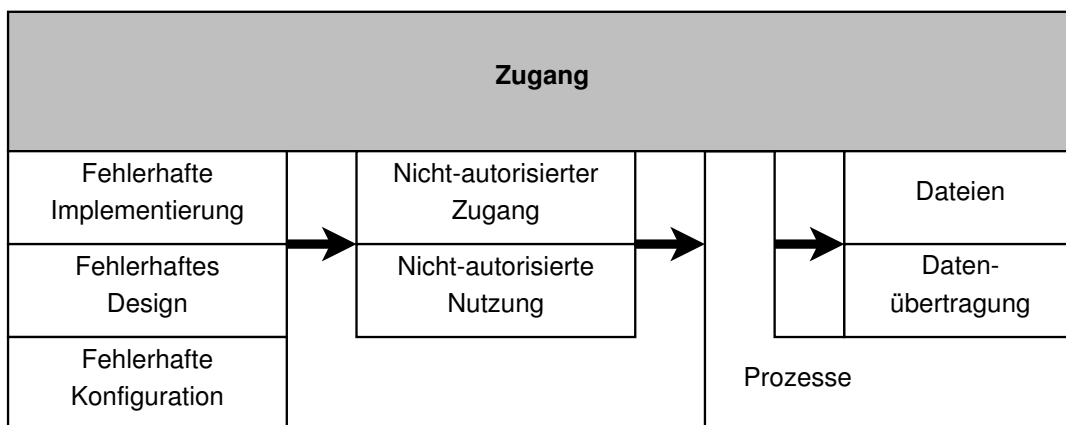 Zugang
Fehlerhafte
Implementierung
Nicht-autorisierter
Zugang
Dateien
Fehlerhaftes
Design
Nicht-autorisierte
Nutzung
Daten-
übertragung
Fehlerhafte
Konfiguration
Prozesse